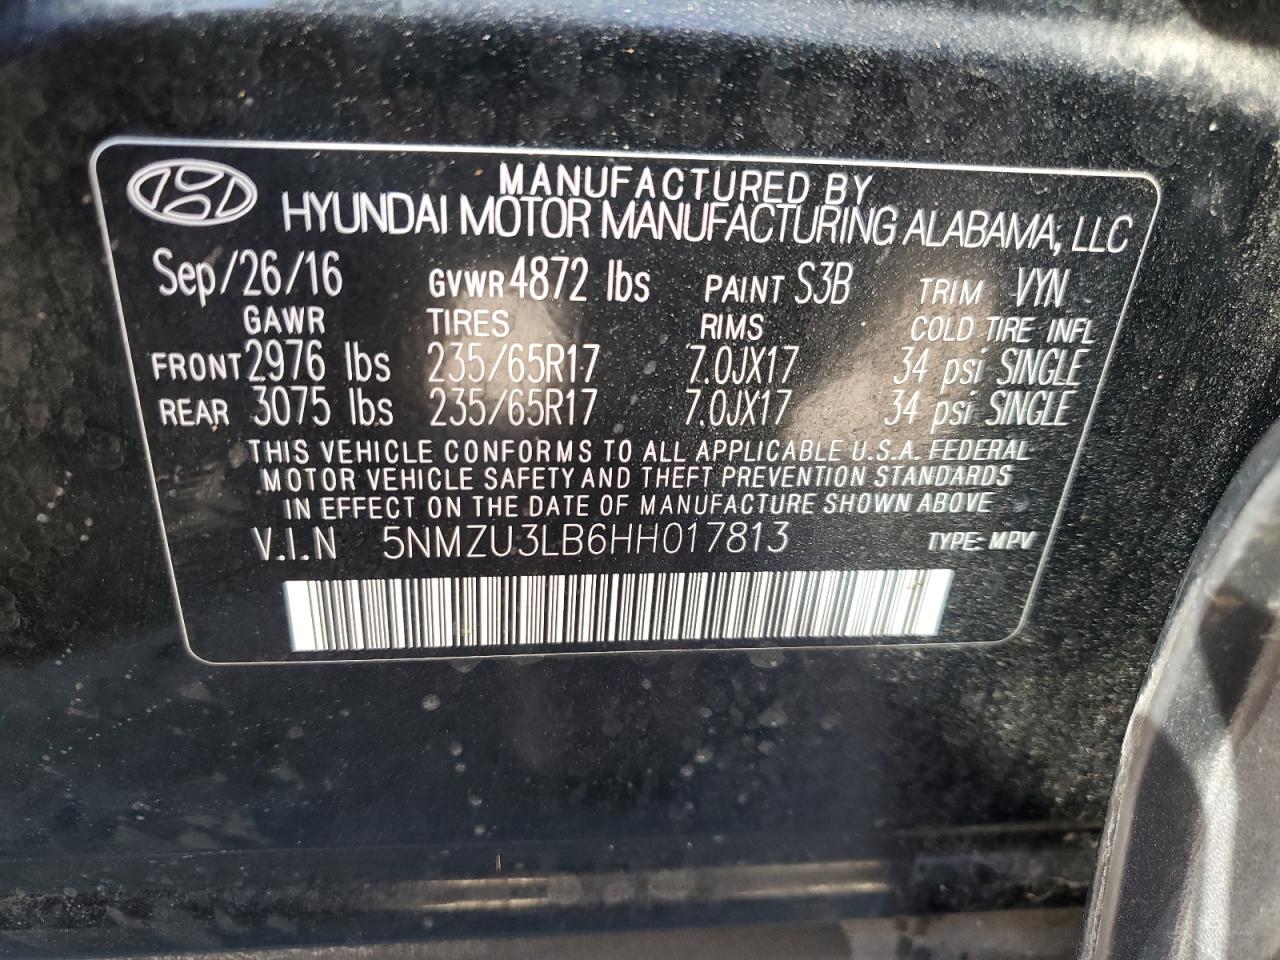 MANUFACTURED BY
HYUNDAI MOTOR MANUFACTURING ALABAMA, LLC
Sep/26/16 GVWR 4872 lbs PAINT S3B TRIM VYN
GAWR TIRES RIMS COLD TIRE INFL
FRONT 2976 lbs 235/65R17 7.0JX17 34 psi SINGLE
REAR 3075 lbs 235/65R17 7.0JX17 34 psi SINGLE
THIS VEHICLE CONFORMS TO ALL APPLICABLE U.S.A. FEDERAL
MOTOR VEHICLE SAFETY AND THEFT PREVENTION STANDARDS
IN EFFECT ON THE DATE OF MANUFACTURE SHOWN ABOVE
V.I.N 5NMZU3LB6HH017813 TYPE: MPV